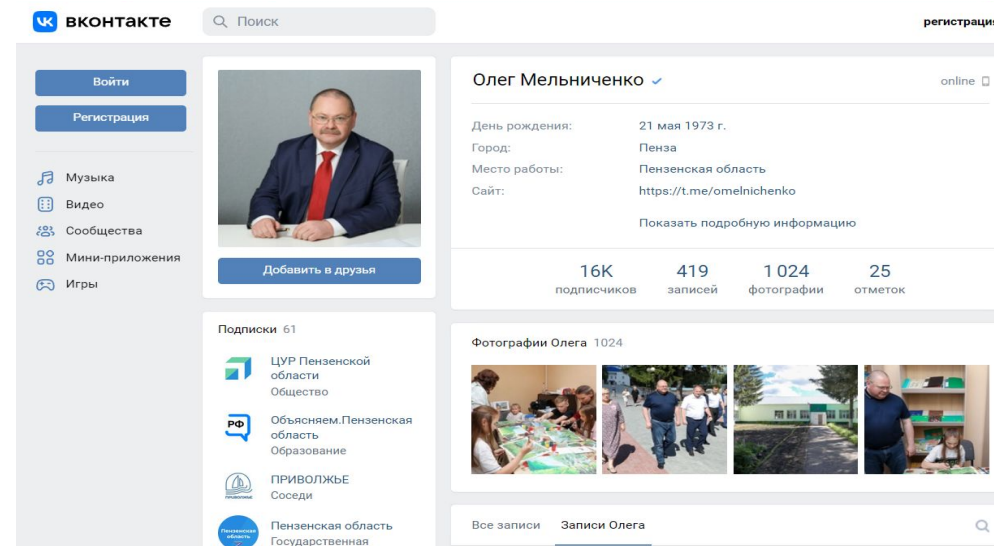 вконтакте
Поиск
регистрация
Войти
Регистрация
Музыка
Видео
Сообщества
Мини-приложения
Игры
Добавить в друзья
Подписки 61
ЦУР Пензенской
области
Общество
РФ
Объясняем.Пензенская
область
Образование
ПРИВОЛЖЬЕ
Соседи
Пензенская
область
Пензенская область
Государственная
Олег Мельниченко
online
День рождения: 21 мая 1973 г.
Город: Пенза
Место работы: Пензенская область
Сайт: https://t.me/omelnichenko
Показать подробную информацию
16K 419 1 024 25
подписчиков записей фотографии отметок
Фотографии Олега 1024
Все записи Записи Олега